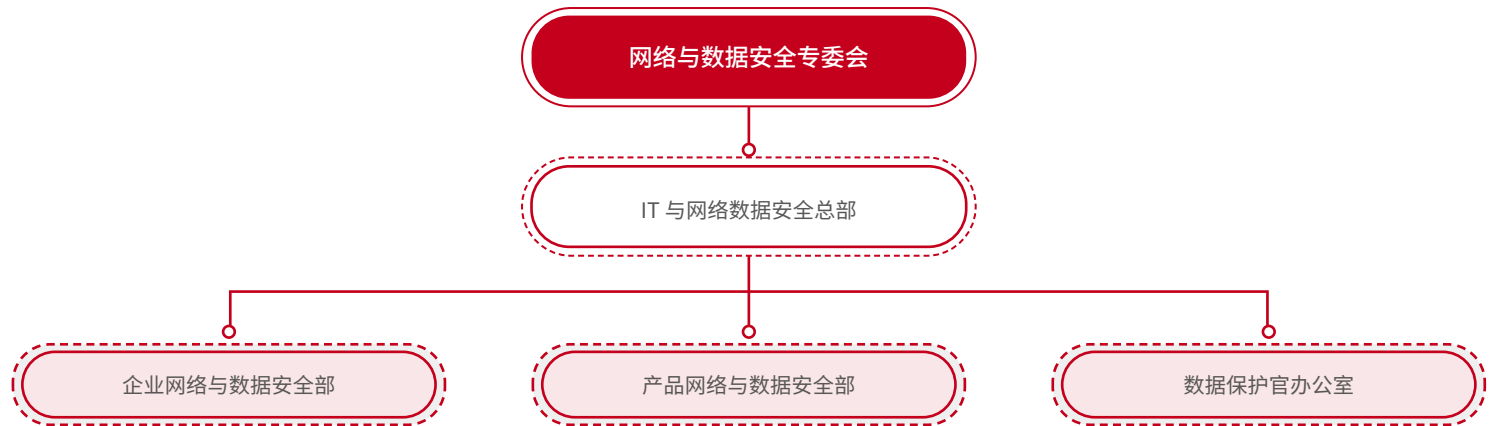 网络与数据安全专委会
IT 与网络数据安全总部
企业网络与数据安全部
产品网络与数据安全部
数据保护官办公室